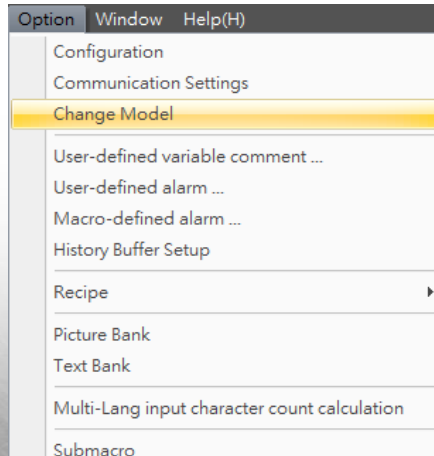 Option Window Help(H)
Configuration
Communication Settings
Change Model
User-defined variable comment ...
User-defined alarm ...
Macro-defined alarm ...
History Buffer Setup
Recipe
Picture Bank
Text Bank
Multi-Lang input character count calculation
Submacro